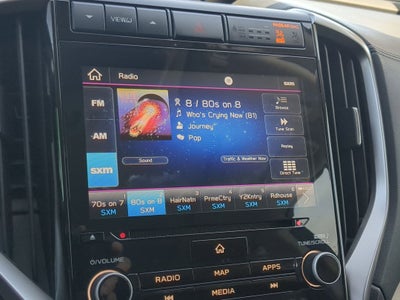 VIEW
Radio
sxm
FM
AM
sxm
8 / 80s on 8
Who's Crying Now (81)
Journey
Pop
Sound
Traffic & Weather Now
Browse
Tune Scan
Replay
Direct Tune
70s on 7
SXM
80s on 8
SXM
HairNatn
SXM
PrmeCtry
SXM
Y2Kntry
SXM
Rdhouse
SXM
VOLUME
TUNE/SCROLL
RADIO
MAP
APPS
MEDIA